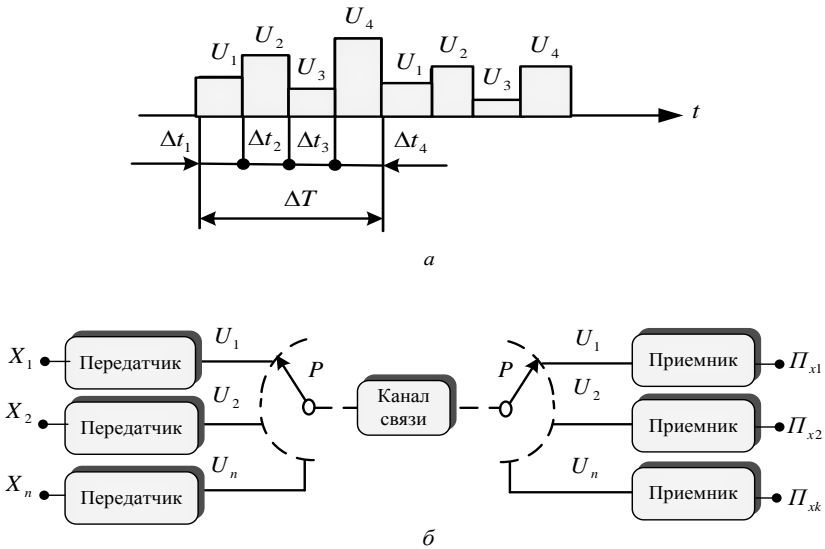 U₄
U₂
U₂
U₄
U₁
U₁
U₃
U₃
t
Δt₁ Δt₂ Δt₃ Δt₄
ΔT
а
X₁ Передатчик U₁ P P U₁ Приемник Пₓ₁
X₂ Передатчик U₂ Канал связи U₂ Приемник Пₓ₂
Xₙ Передатчик Uₙ Uₙ Приемник Пₓₖ
б